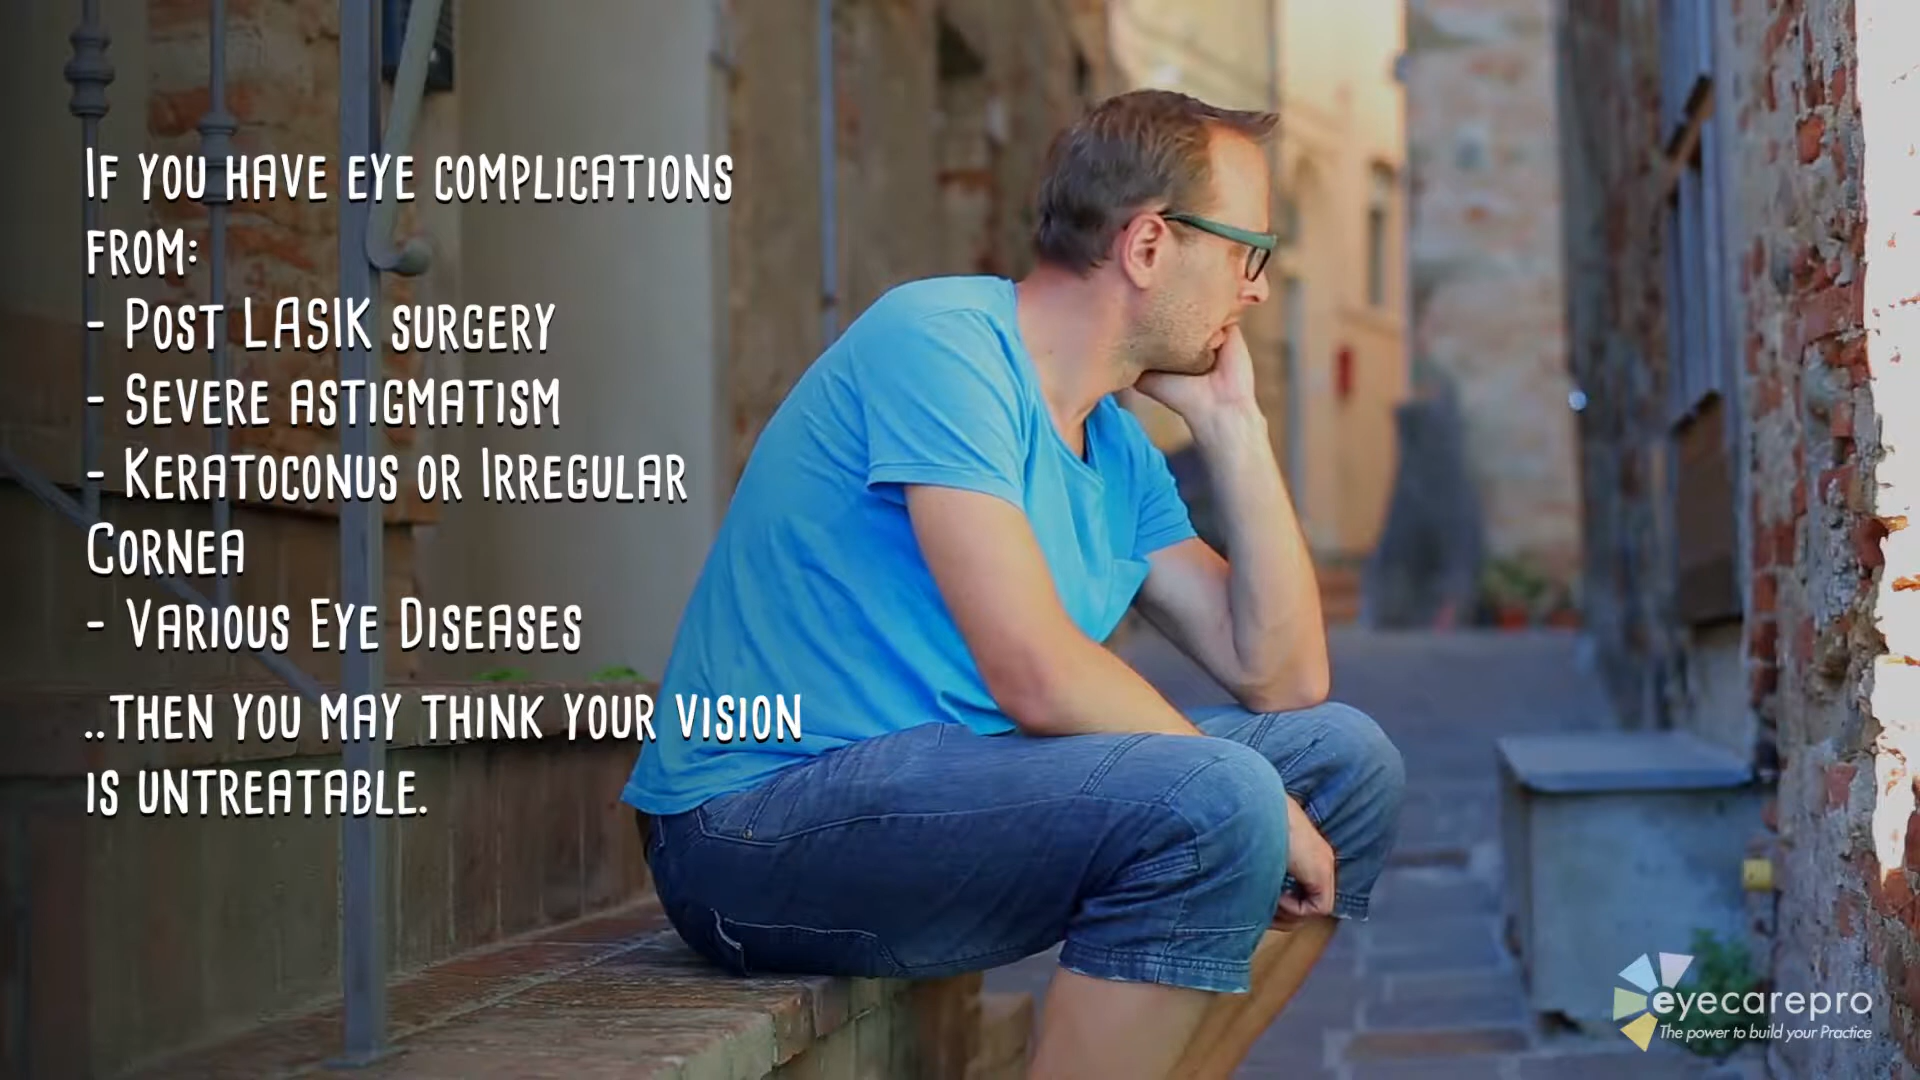 If you have eye complications
from:
- Post LASIK surgery
- Severe astigmatism
- Keratoconus or Irregular
Cornea
- Various Eye Diseases
..then you may think your vision
is untreatable.
eyecarepro
The power to build your Practice